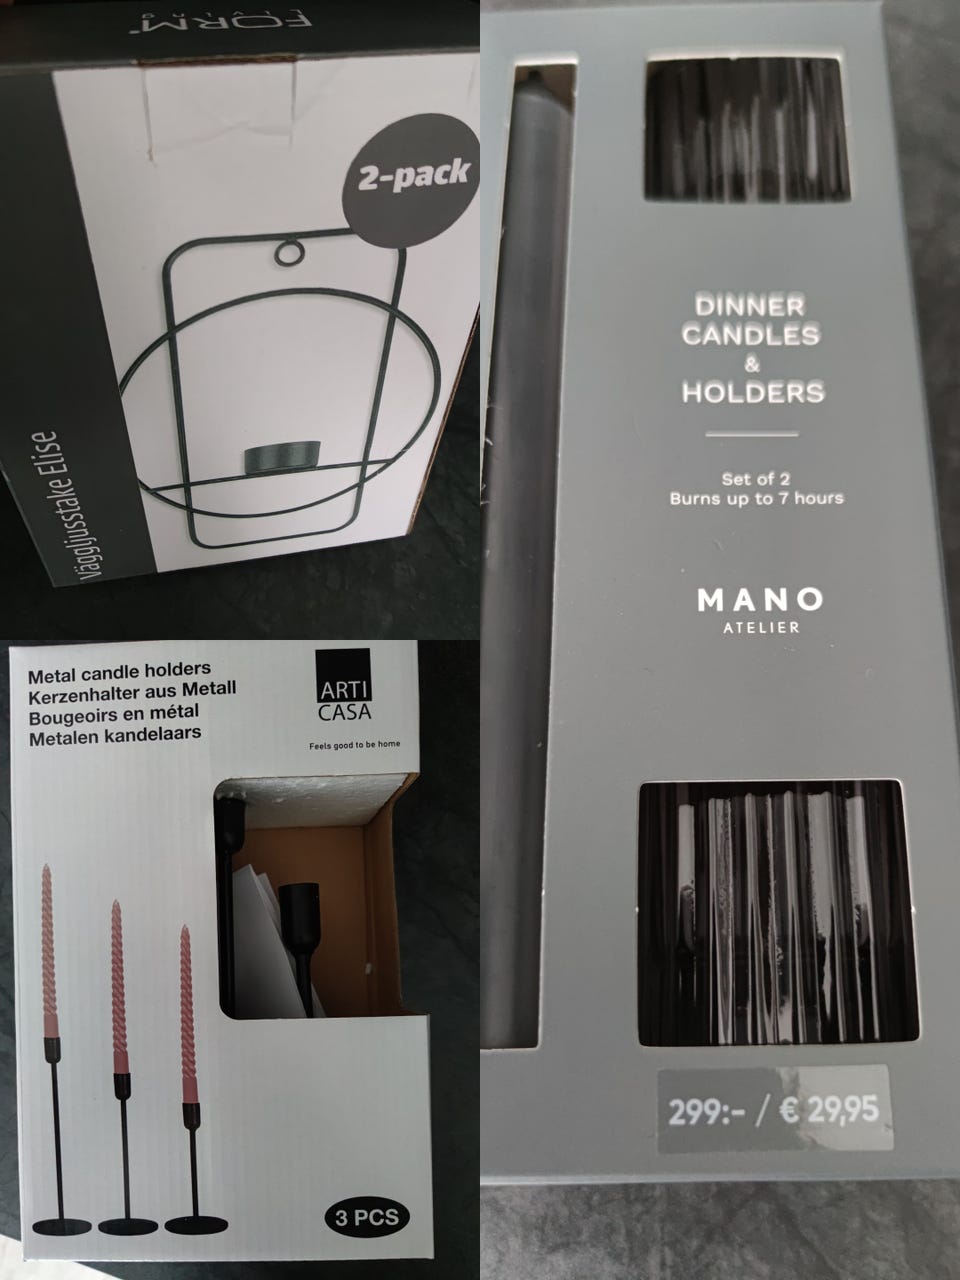 FORM
LIVING
2-pack
Väggljusstake Elise
DINNER
CANDLES
&
HOLDERS
Set of 2
Burns up to 7 hours
MANO
ATELIER
299:- / € 29,95
Metal candle holders
Kerzenhalter aus Metall
Bougeoirs en métal
Metalen kandelaars
ARTI
CASA
Feels good to be home
3 PCS